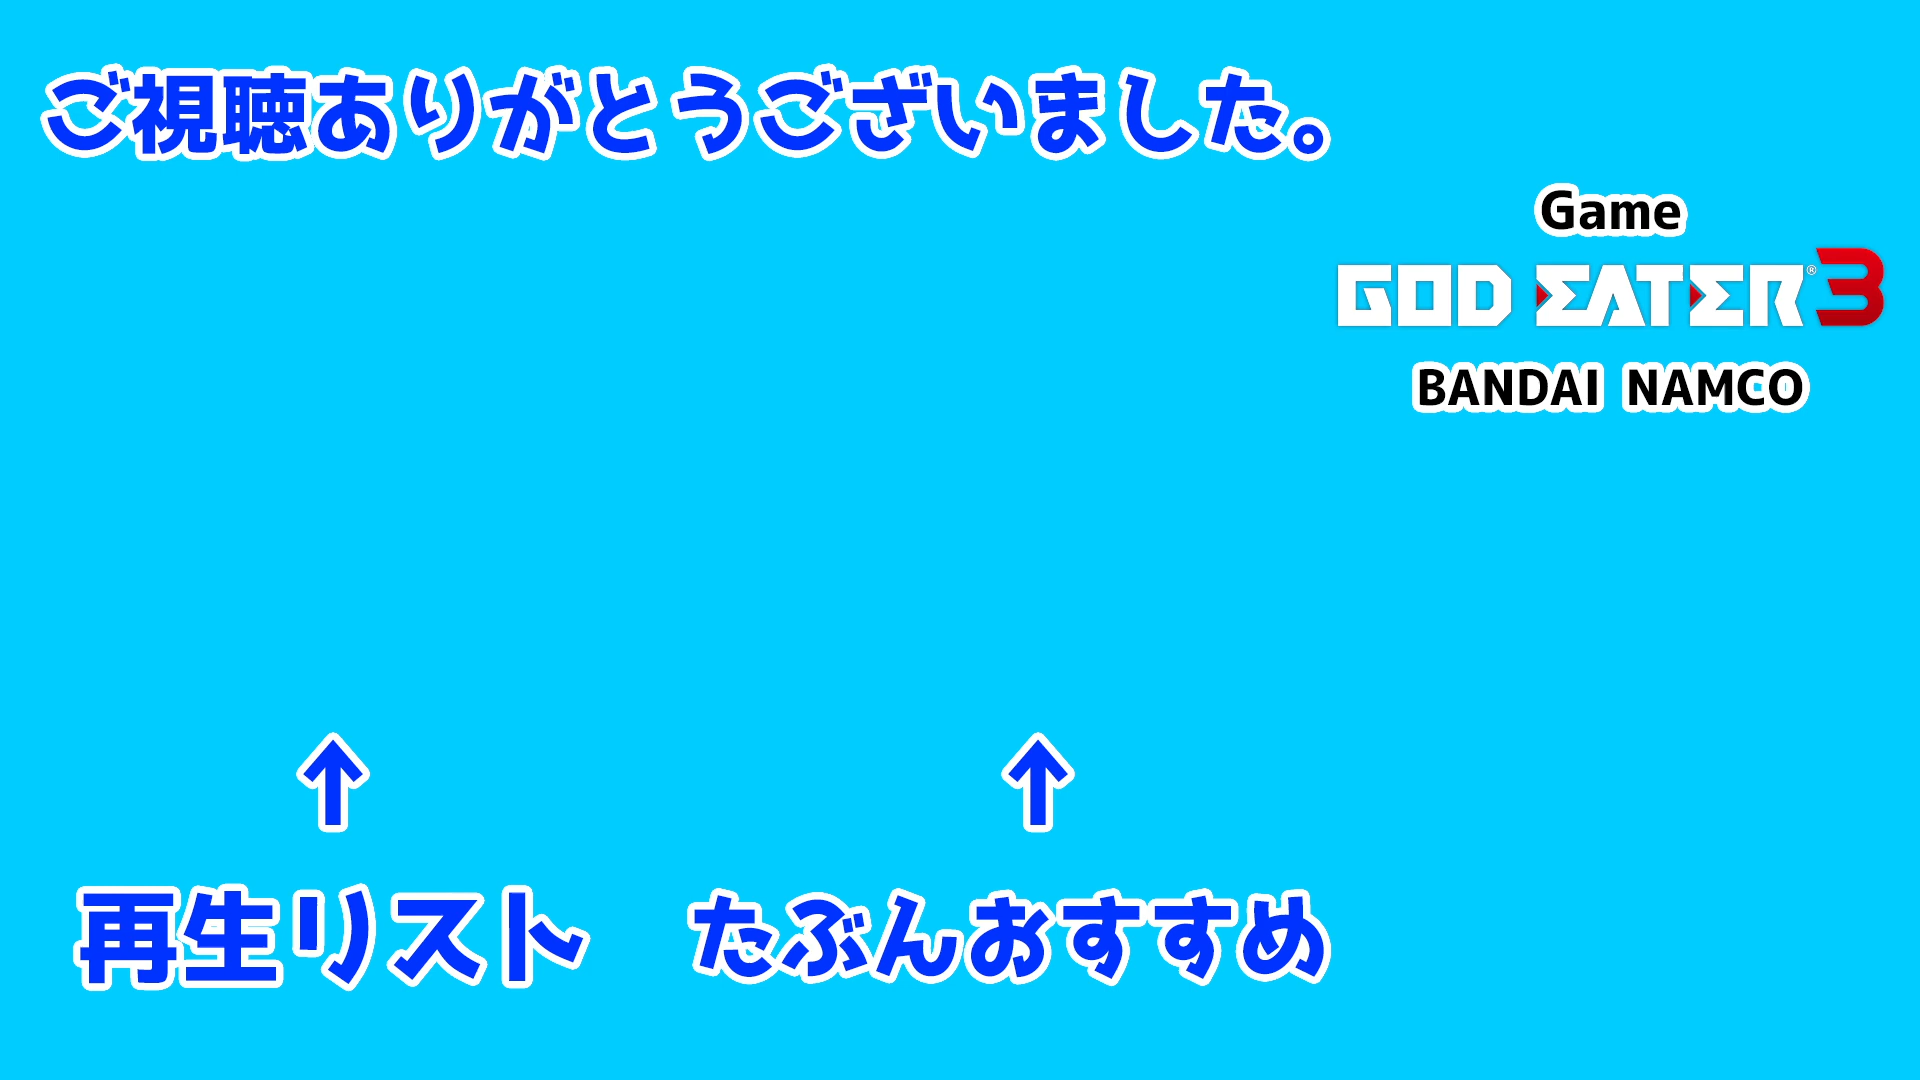 ご視聴ありがとうございました。
Game
GOD EATER® 3
BANDAI NAMCO
↑ ↑
再生リスト たぶんおすすめ